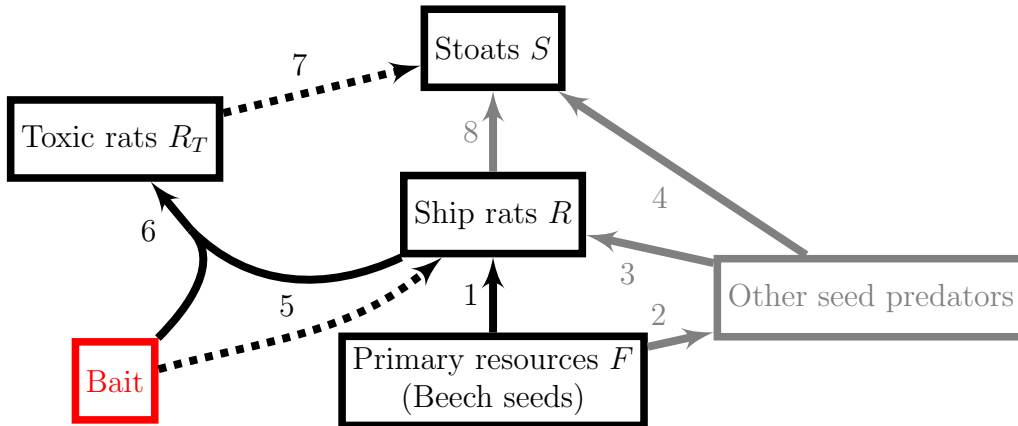 Stoats S
7
Toxic rats R_T
8
4
Ship rats R
6
3
Other seed predators
5
1
2
Primary resources F
(Beech seeds)
Bait